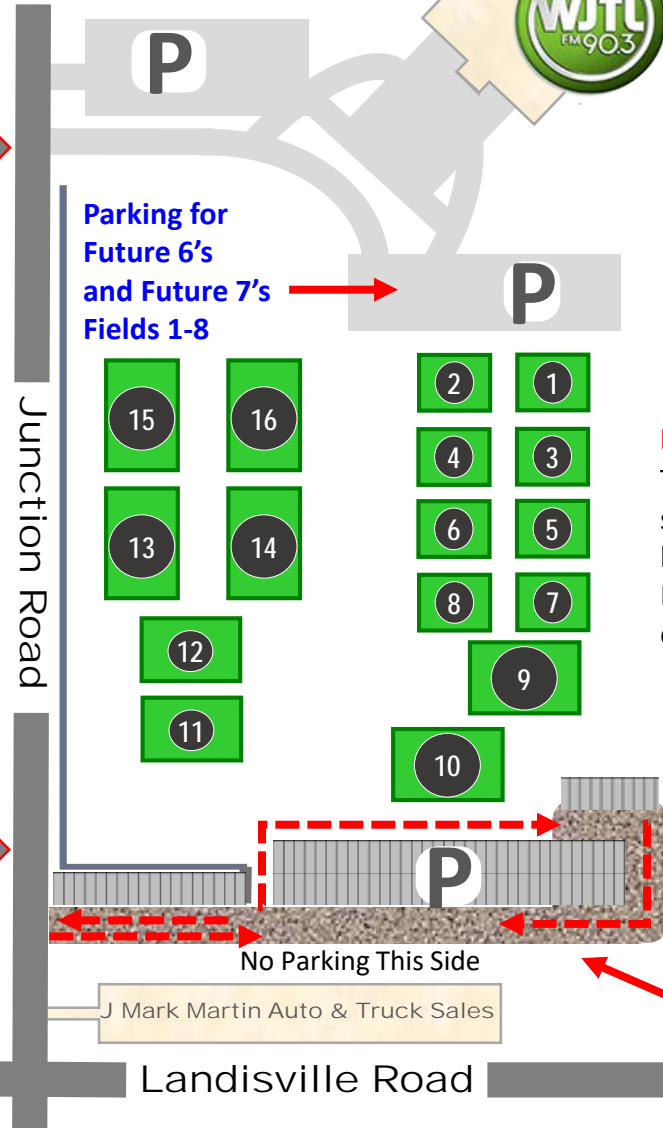 P
WJTL
FM 90.3
Parking for
Future 6’s
and Future 7’s
Fields 1-8
P
2
1
15
16
4
3
13
14
6
5
8
7
12
9
11
10
Junction Road
P
No Parking This Side
J Mark Martin Auto & Truck Sales
Landisville Road